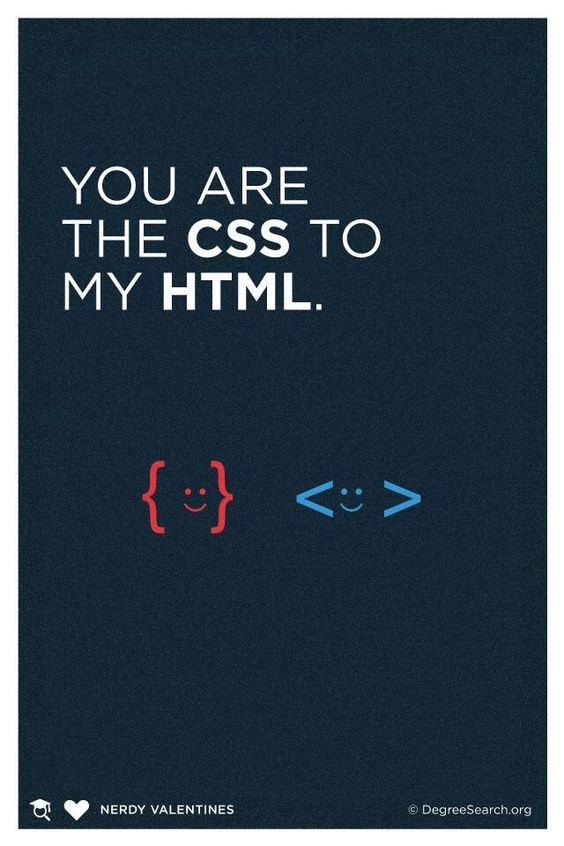 YOU ARE
THE CSS TO
MY HTML.
{ }
< >
NERDY VALENTINES
© DegreeSearch.org